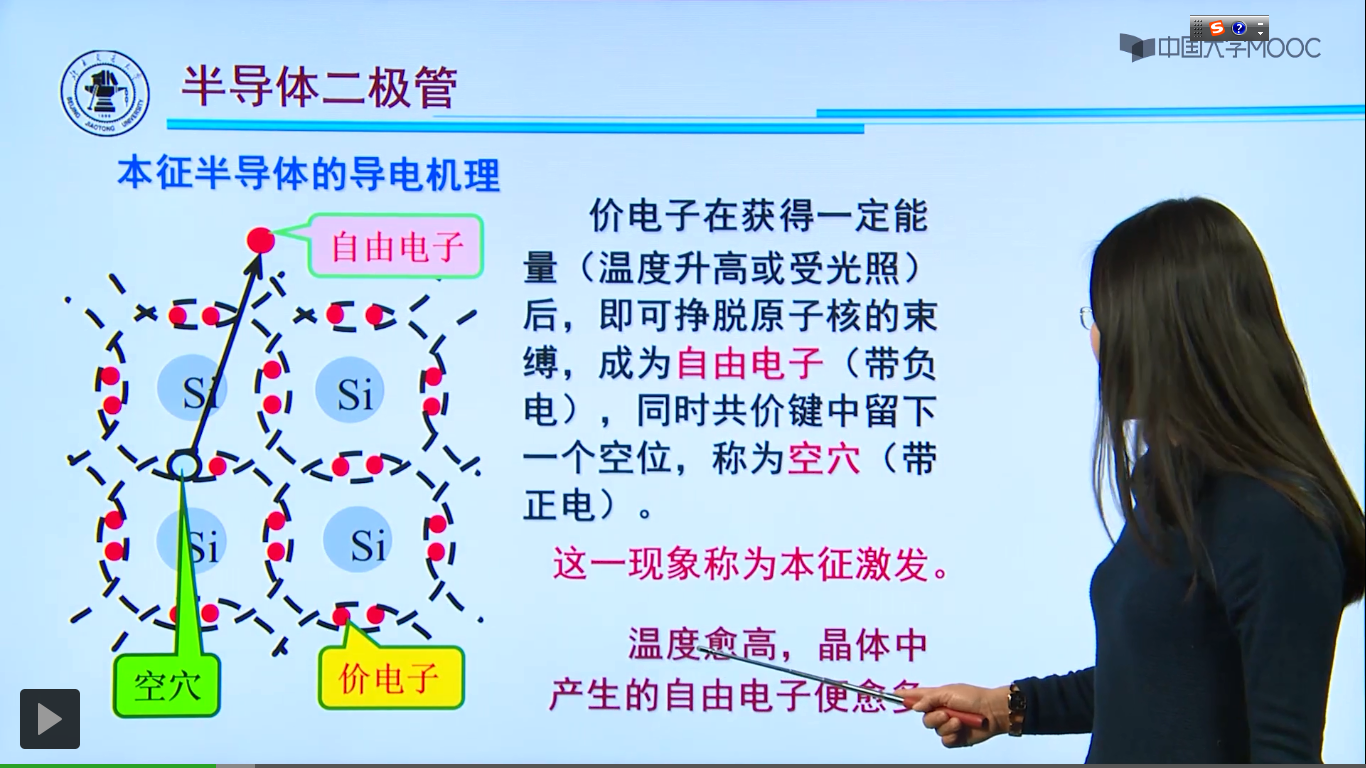 中国大学MOOC
半导体二极管
BEIJING JIAOTONG UNIVERSITY
本征半导体的导电机理
自由电子
Si
Si
Si
Si
空穴
价电子
价电子在获得一定能
量（温度升高或受光照）
后，即可挣脱原子核的束
缚，成为自由电子（带负
电），同时共价键中留下
一个空位，称为空穴（带
正电）。
这一现象称为本征激发。
温度愈高，晶体中
产生的自由电子便愈多